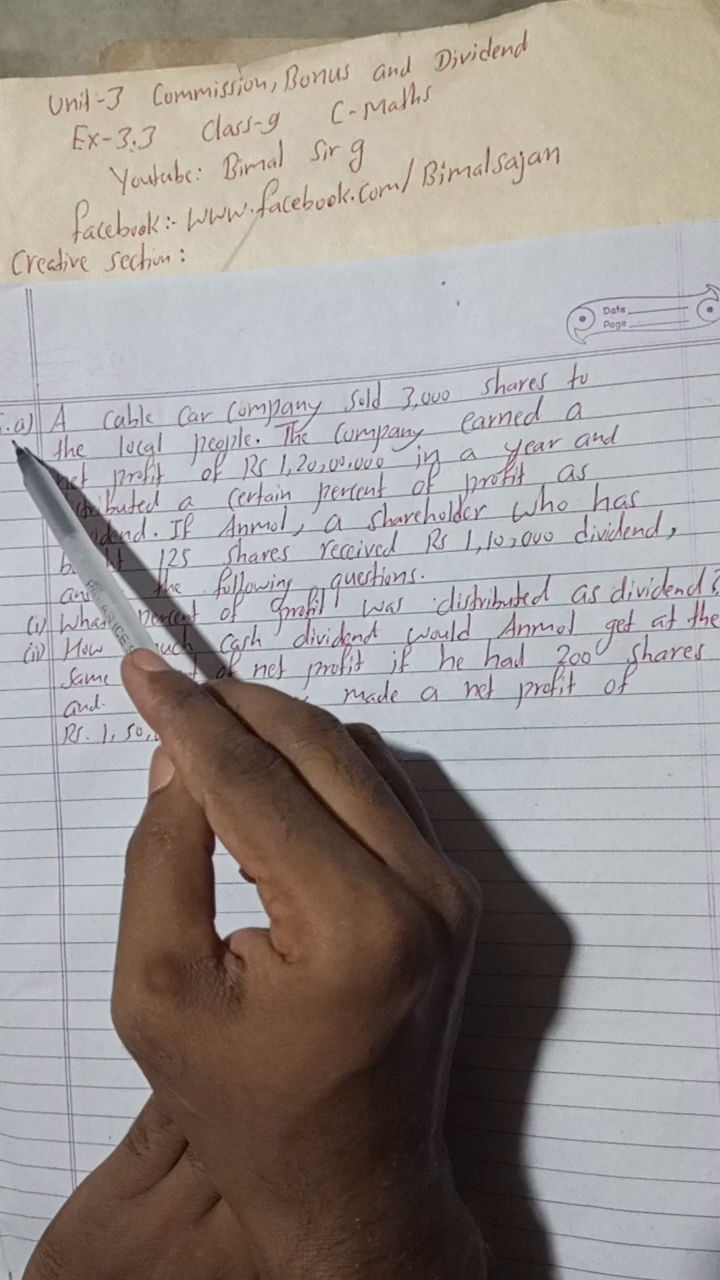 Unit-3 Commission, Bonus and Dividend
Ex-3.3 Class-9 C-Maths
Youtube: Bimal Sir g
facebook:- www.facebook.com/Bimalsajan
Creative section:
Date
Page
.a) A Cable Car Company sold 3,000 shares to
the local people. The Company earned a
net profit of Rs 1,20,00,000 in a year and
a certain percent of profit as
. If Anmol, a shareholder who has
125 shares received Rs 1,10,000 dividend,
the following questions.
(i) What percent of profit was distributed as dividend?
(ii) How cash dividend would Anmol get at the
same of net profit if he had 200 shares
and made a net profit of
Rs. 1,50,